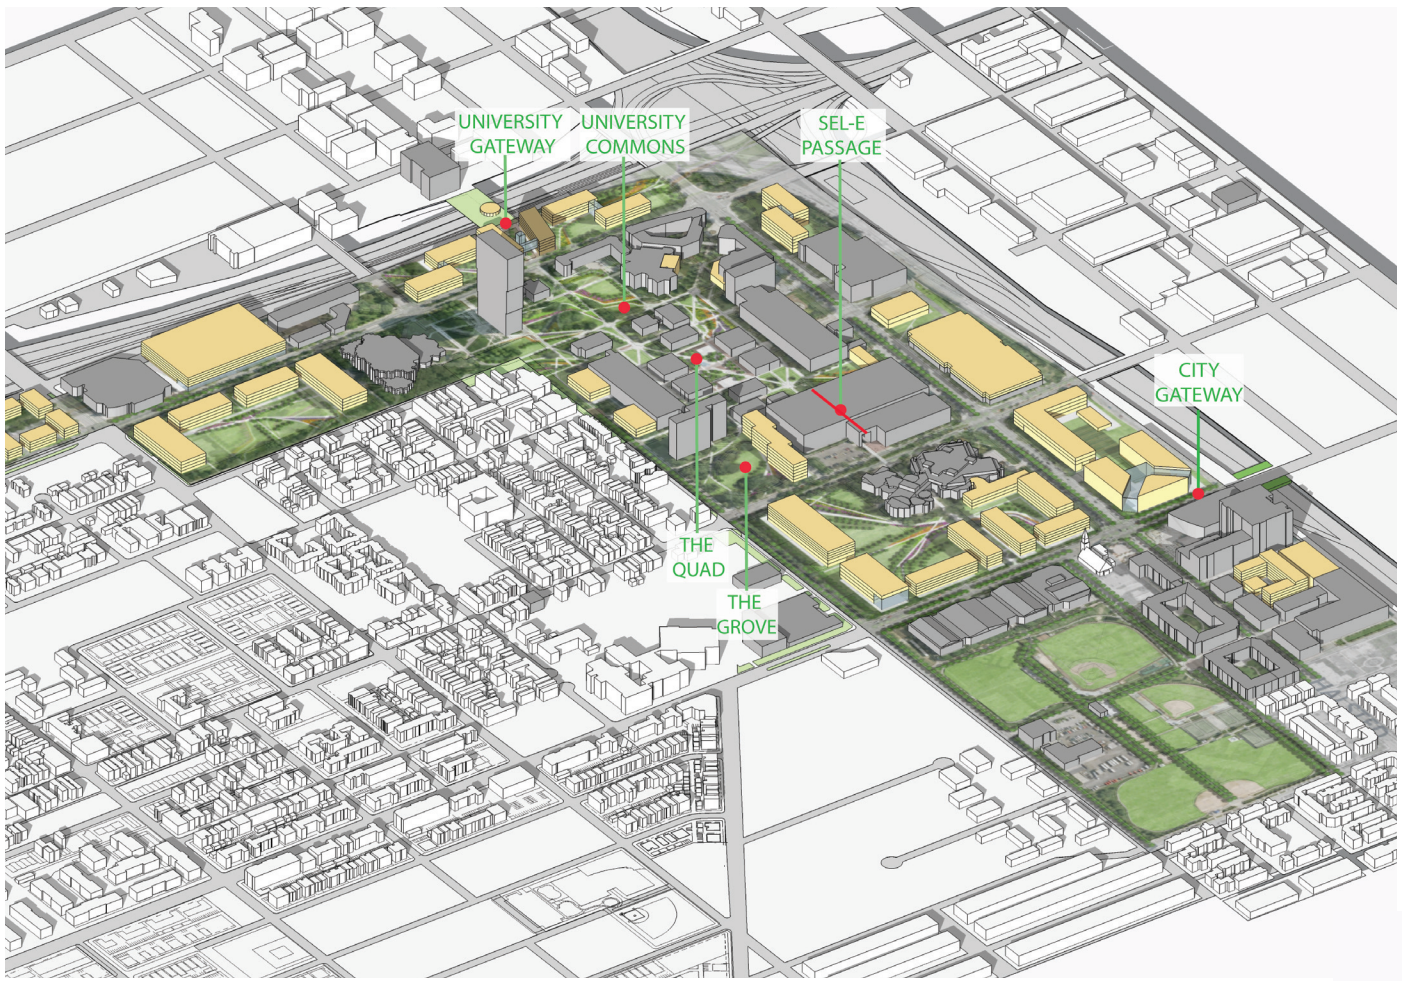 UNIVERSITY
GATEWAY
UNIVERSITY
COMMONS
SEL-E
PASSAGE
CITY
GATEWAY
THE
QUAD
THE
GROVE